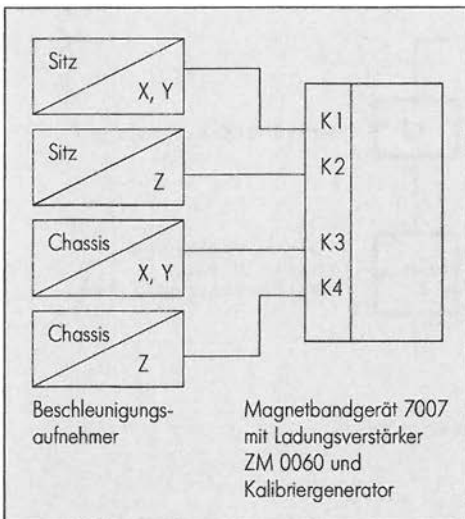 Sitz
X, Y
K1
Sitz
Z
K2
Chassis
X, Y
K3
K4
Chassis
Z
Beschleunigungs-
aufnehmer
Magnetbandgerät 7007
mit Ladungsverstärker
ZM 0060 und
Kalibriergenerator